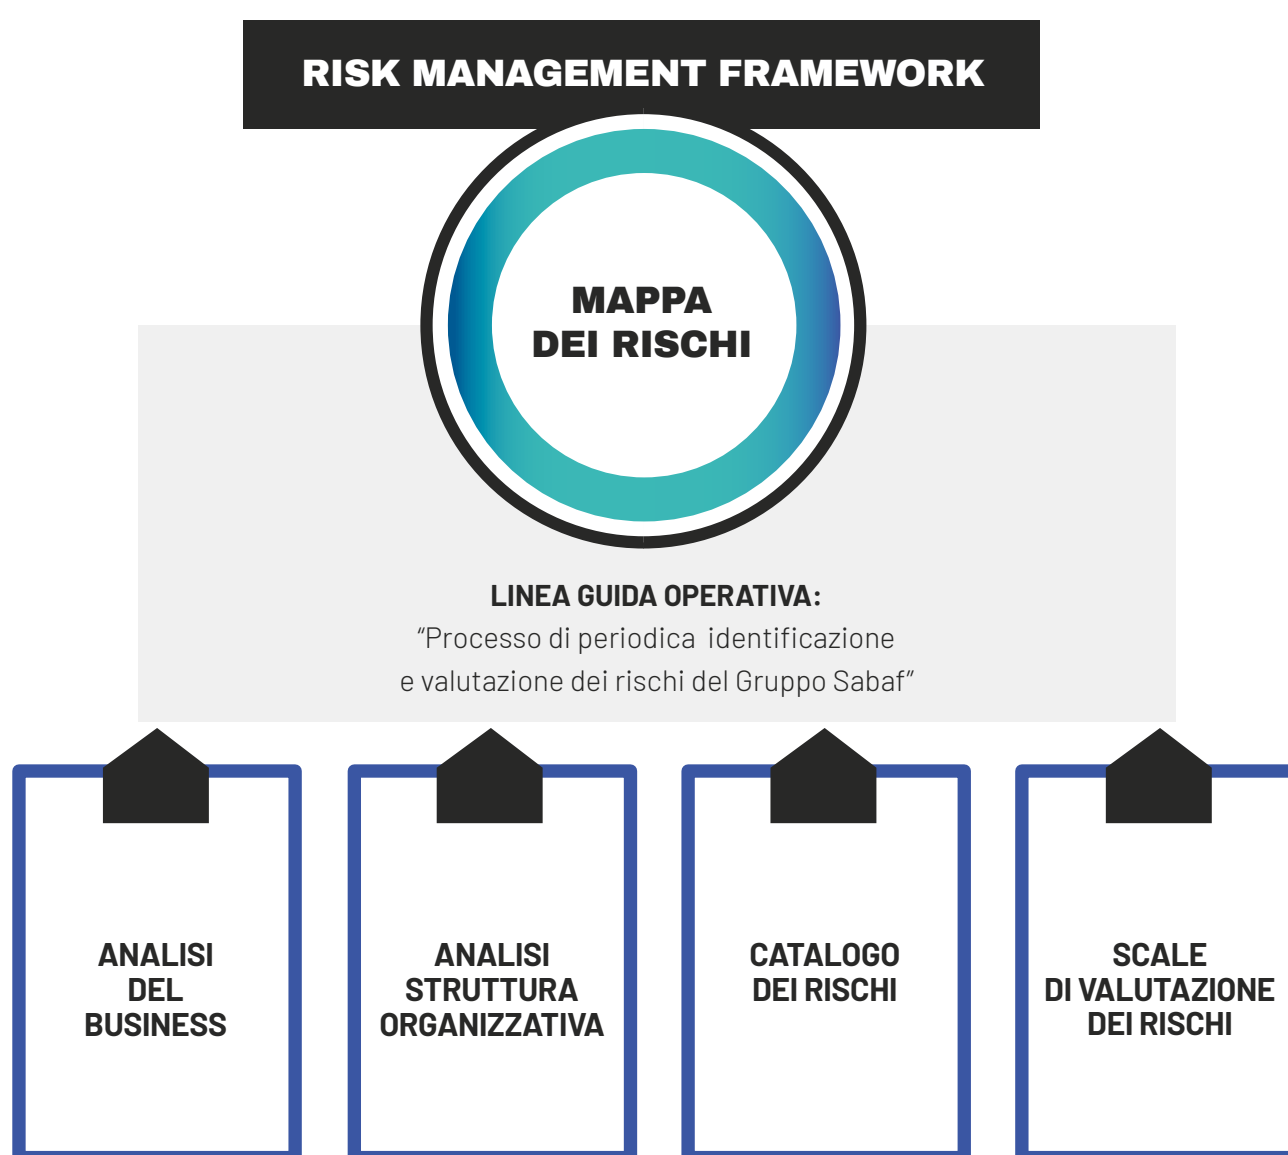 RISK MANAGEMENT FRAMEWORK
MAPPA
DEI RISCHI
LINEA GUIDA OPERATIVA:
“Processo di periodica identificazione
e valutazione dei rischi del Gruppo Sabaf”
ANALISI
DEL
BUSINESS
ANALISI
STRUTTURA
ORGANIZZATIVA
CATALOGO
DEI RISCHI
SCALE
DI VALUTAZIONE
DEI RISCHI